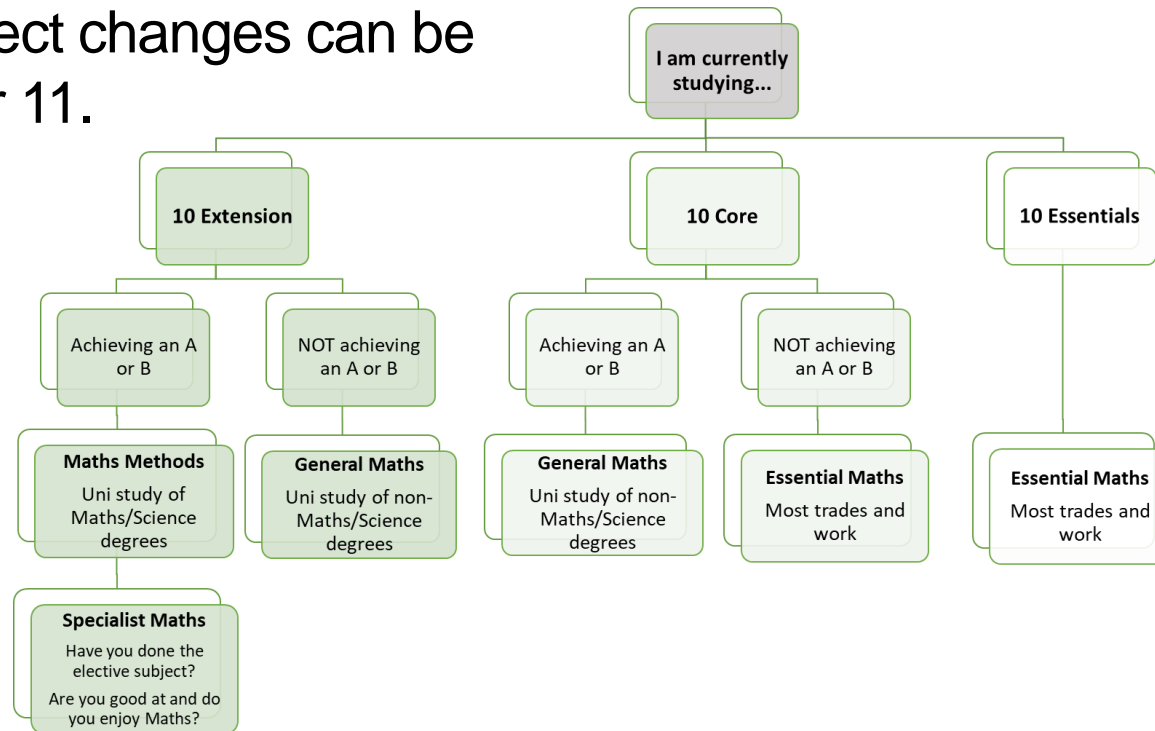 ect changes can be
r 11.
I am currently
studying...
10 Extension
10 Core
10 Essentials
Achieving an A
or B
NOT achieving
an A or B
Achieving an A
or B
NOT achieving
an A or B
Maths Methods
Uni study of
Maths/Science
degrees
General Maths
Uni study of non-
Maths/Science
degrees
General Maths
Uni study of non-
Maths/Science
degrees
Essential Maths
Most trades and
work
Essential Maths
Most trades and
work
Specialist Maths
Have you done the
elective subject?
Are you good at and do
you enjoy Maths?